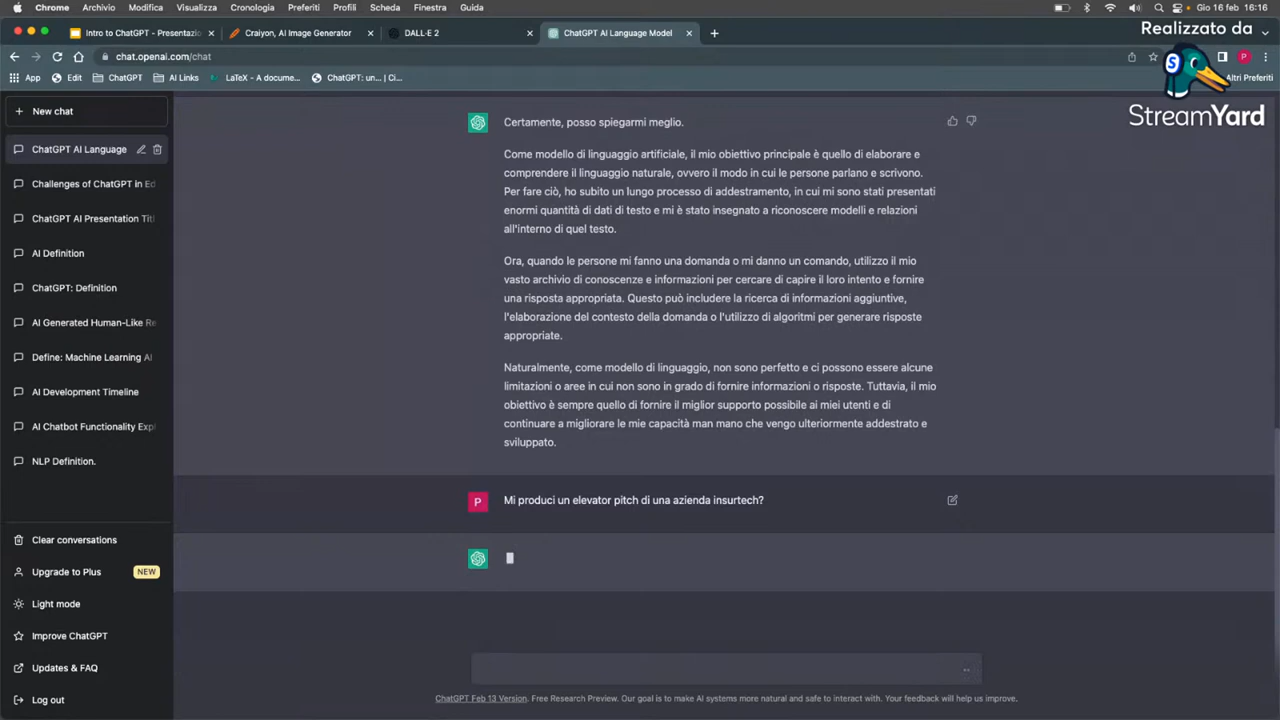 Chrome Archivio Modifica Visualizza Cronologia Preferiti Profili Scheda Finestra Guida Gio 16 feb 16:16
Intro to ChatGPT - Presentazio Craiyon, AI Image Generator DALL-E 2 ChatGPT AI Language Model
Realizzato da
chat.openai.com/chat
App Edit ChatGPT AI Links LaTeX - A docume... ChatGPT: un... | Ci... Altri Preferiti
StreamYard
New chat
ChatGPT AI Language
Challenges of ChatGPT in Ed
ChatGPT AI Presentation Titl
AI Definition
ChatGPT: Definition
AI Generated Human-Like Re
Define: Machine Learning AI
AI Development Timeline
AI Chatbot Functionality Expl
NLP Definition.
Clear conversations
Upgrade to Plus NEW
Light mode
Improve ChatGPT
Updates & FAQ
Log out
Certamente, posso spiegarmi meglio.
Come modello di linguaggio artificiale, il mio obiettivo principale è quello di elaborare e
comprendere il linguaggio naturale, ovvero il modo in cui le persone parlano e scrivono.
Per fare ciò, ho subito un lungo processo di addestramento, in cui mi sono stati presentati
enormi quantità di dati di testo e mi è stato insegnato a riconoscere modelli e relazioni
all'interno di quel testo.
Ora, quando le persone mi fanno una domanda o mi danno un comando, utilizzo il mio
vasto archivio di conoscenze e informazioni per cercare di capire il loro intento e fornire
una risposta appropriata. Questo può includere la ricerca di informazioni aggiuntive,
l'elaborazione del contesto della domanda o l'utilizzo di algoritmi per generare risposte
appropriate.
Naturalmente, come modello di linguaggio, non sono perfetto e ci possono essere alcune
limitazioni o aree in cui non sono in grado di fornire informazioni o risposte. Tuttavia, il mio
obiettivo è sempre quello di fornire il miglior supporto possibile ai miei utenti e di
continuare a migliorare le mie capacità man mano che vengo ulteriormente addestrato e
sviluppato.
P Mi produci un elevator pitch di una azienda insurtech?
ChatGPT Feb 13 Version. Free Research Preview. Our goal is to make AI systems more natural and safe to interact with. Your feedback will help us improve.